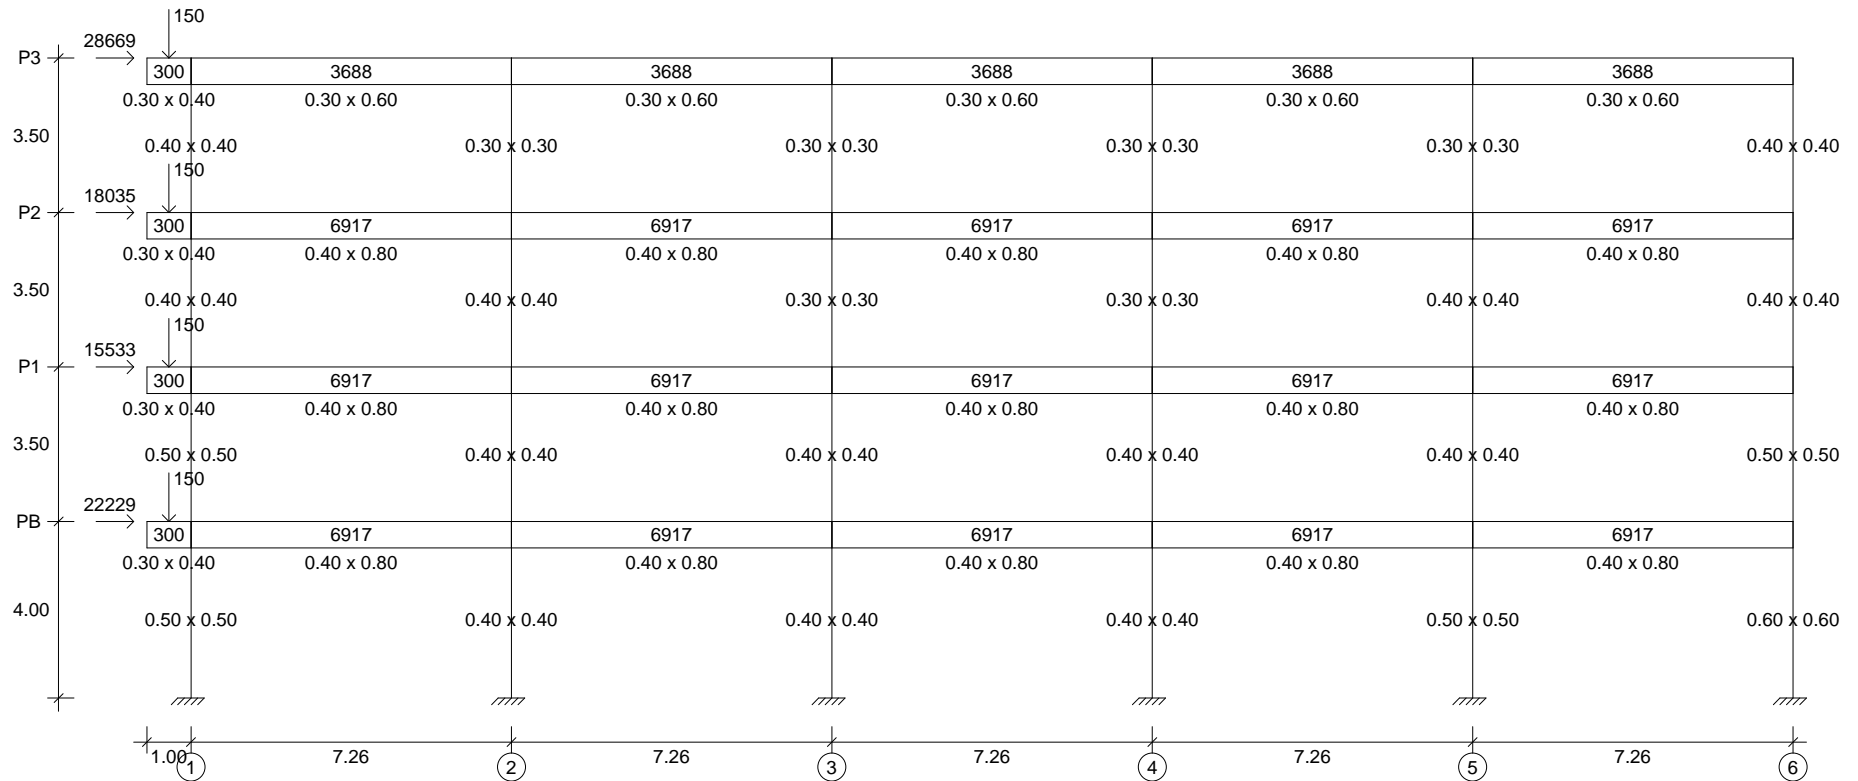 150
P3 28669
300 3688 3688 3688 3688 3688
0.30 x 0.40 0.30 x 0.60 0.30 x 0.60 0.30 x 0.60 0.30 x 0.60 0.30 x 0.60
3.50 0.40 x 0.40 0.30 x 0.30 0.30 x 0.30 0.30 x 0.30 0.30 x 0.30 0.40 x 0.40
150
P2 18035
300 6917 6917 6917 6917 6917
0.30 x 0.40 0.40 x 0.80 0.40 x 0.80 0.40 x 0.80 0.40 x 0.80 0.40 x 0.80
3.50 0.40 x 0.40 0.40 x 0.40 0.30 x 0.30 0.30 x 0.30 0.40 x 0.40 0.40 x 0.40
150
P1 15533
300 6917 6917 6917 6917 6917
0.30 x 0.40 0.40 x 0.80 0.40 x 0.80 0.40 x 0.80 0.40 x 0.80 0.40 x 0.80
3.50 0.50 x 0.50 0.40 x 0.40 0.40 x 0.40 0.40 x 0.40 0.40 x 0.40 0.50 x 0.50
150
PB 22229
300 6917 6917 6917 6917 6917
0.30 x 0.40 0.40 x 0.80 0.40 x 0.80 0.40 x 0.80 0.40 x 0.80 0.40 x 0.80
4.00 0.50 x 0.50 0.40 x 0.40 0.40 x 0.40 0.40 x 0.40 0.50 x 0.50 0.60 x 0.60
1.00 7.26 7.26 7.26 7.26 7.26
1 2 3 4 5 6